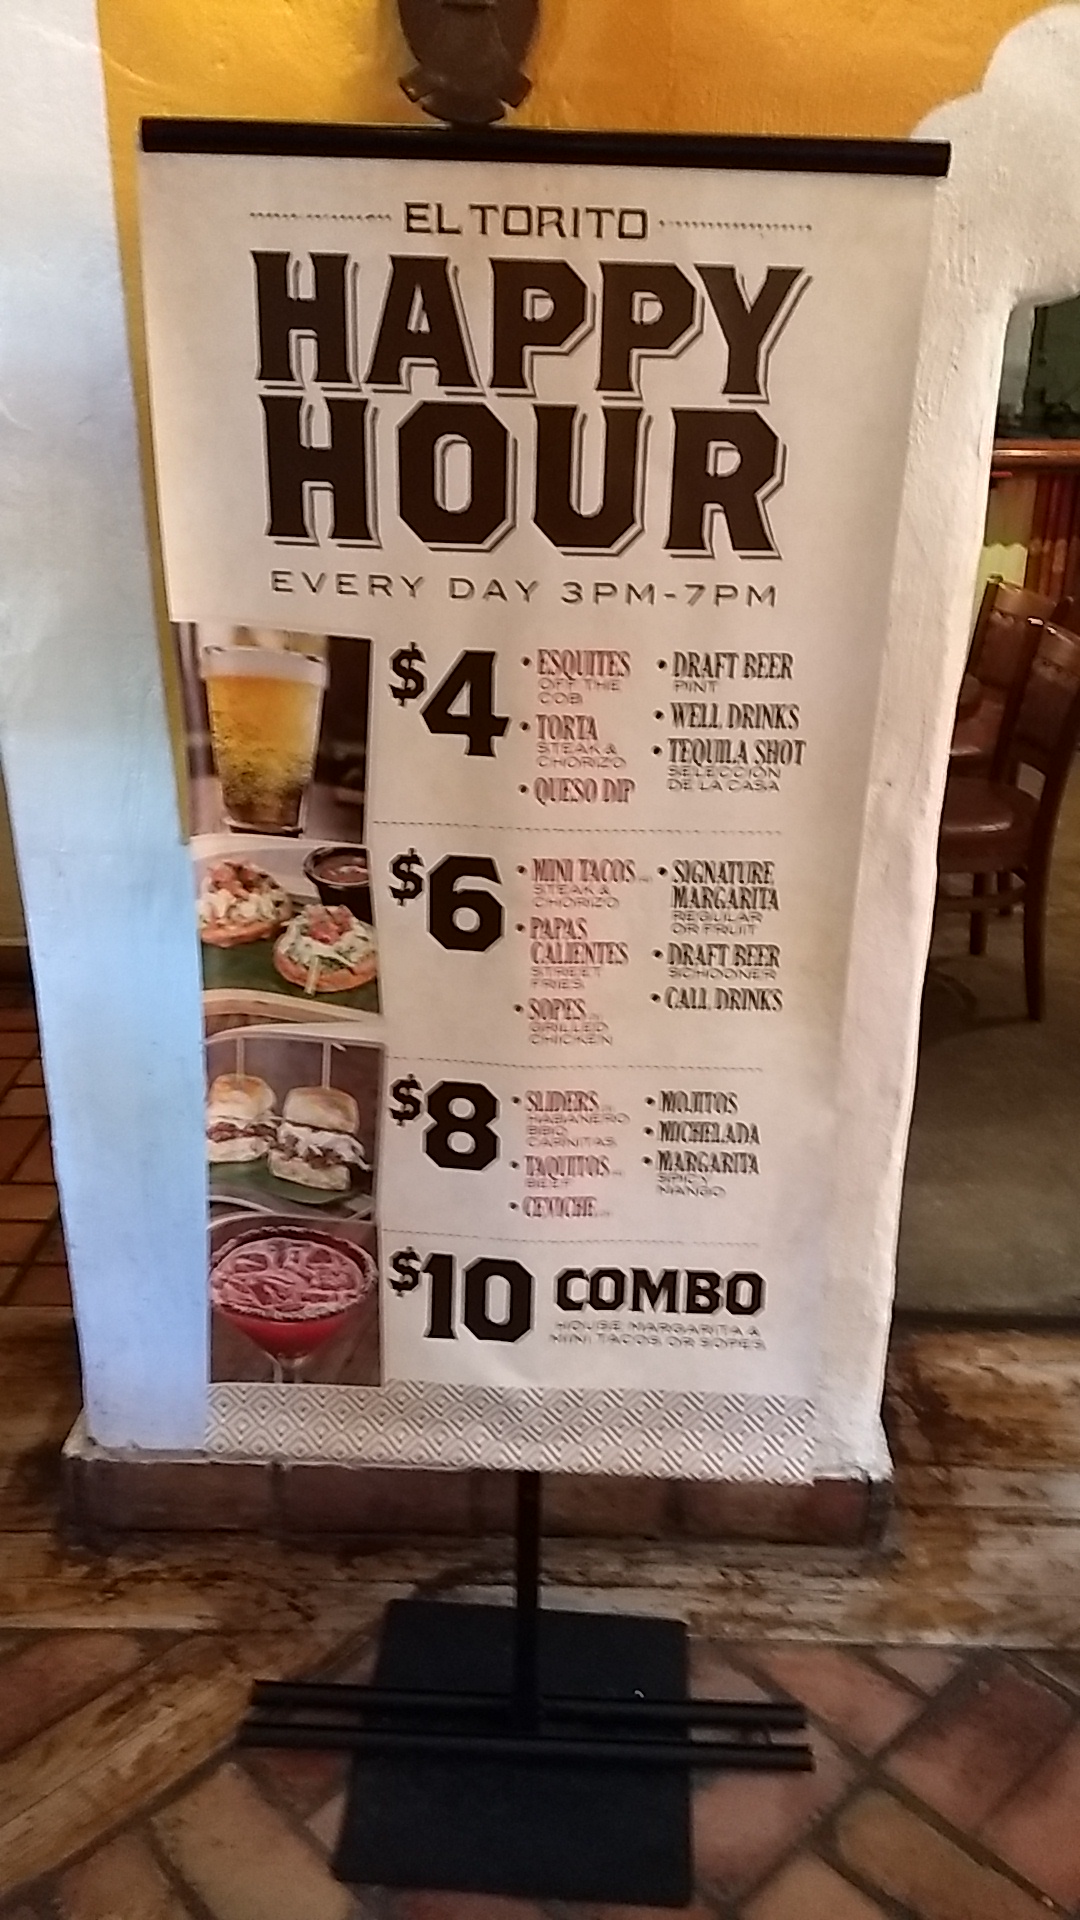 EL TORITO
HAPPY
HOUR
EVERY DAY 3PM-7PM
$4
• ESQUITES
OFF THE
COB
• TORTA
STEAK &
CHORIZO
• QUESO DIP
• DRAFT BEER
PINT
• WELL DRINKS
• TEQUILA SHOT
SELECCIÓN
DE LA CASA
$6
• MINI TACOS
STEAK &
CHORIZO
• PAPAS
CALIENTES
STREET
FRIES
• SOPES
GRILLED
CHICKEN
• SIGNATURE
MARGARITA
REGULAR
OR FRUIT
• DRAFT BEER
SCHOONER
• CALL DRINKS
$8
• SLIDERS
HABANERO
BBQ
CARNITAS
• TAQUITOS
BEEF
• CEVICHE
• MOJITOS
• MICHELADA
• MARGARITA
SPICY
MANGO
$10 COMBO
HOUSE MARGARITA &
MINI TACOS OR SOPES